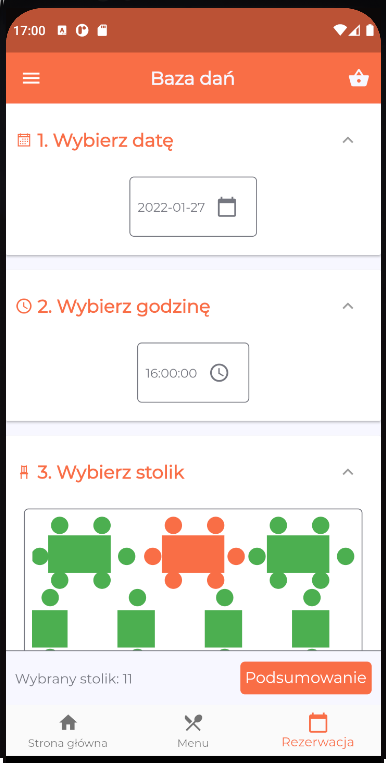 17:00
Baza dań
1. Wybierz datę
2022-01-27
2. Wybierz godzinę
16:00:00
3. Wybierz stolik
Wybrany stolik: 11
Podsumowanie
Strona główna
Menu
Rezerwacja